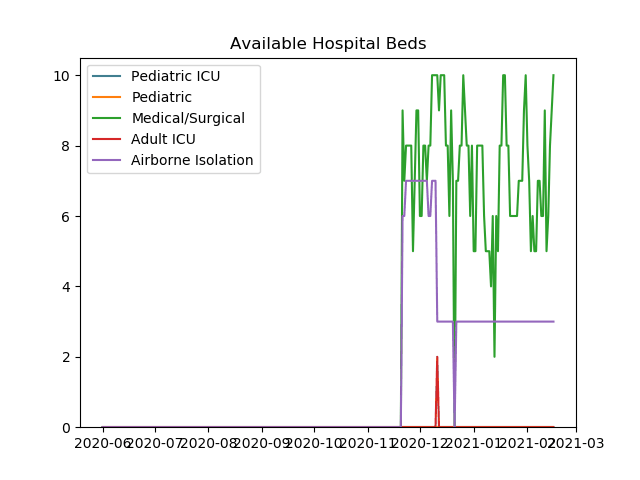 Available Hospital Beds
Pediatric ICU
Pediatric
Medical/Surgical
Adult ICU
Airborne Isolation
10
8
6
4
2
0
2020-06 2020-07 2020-08 2020-09 2020-10 2020-11 2020-12 2021-01 2021-02 2021-03